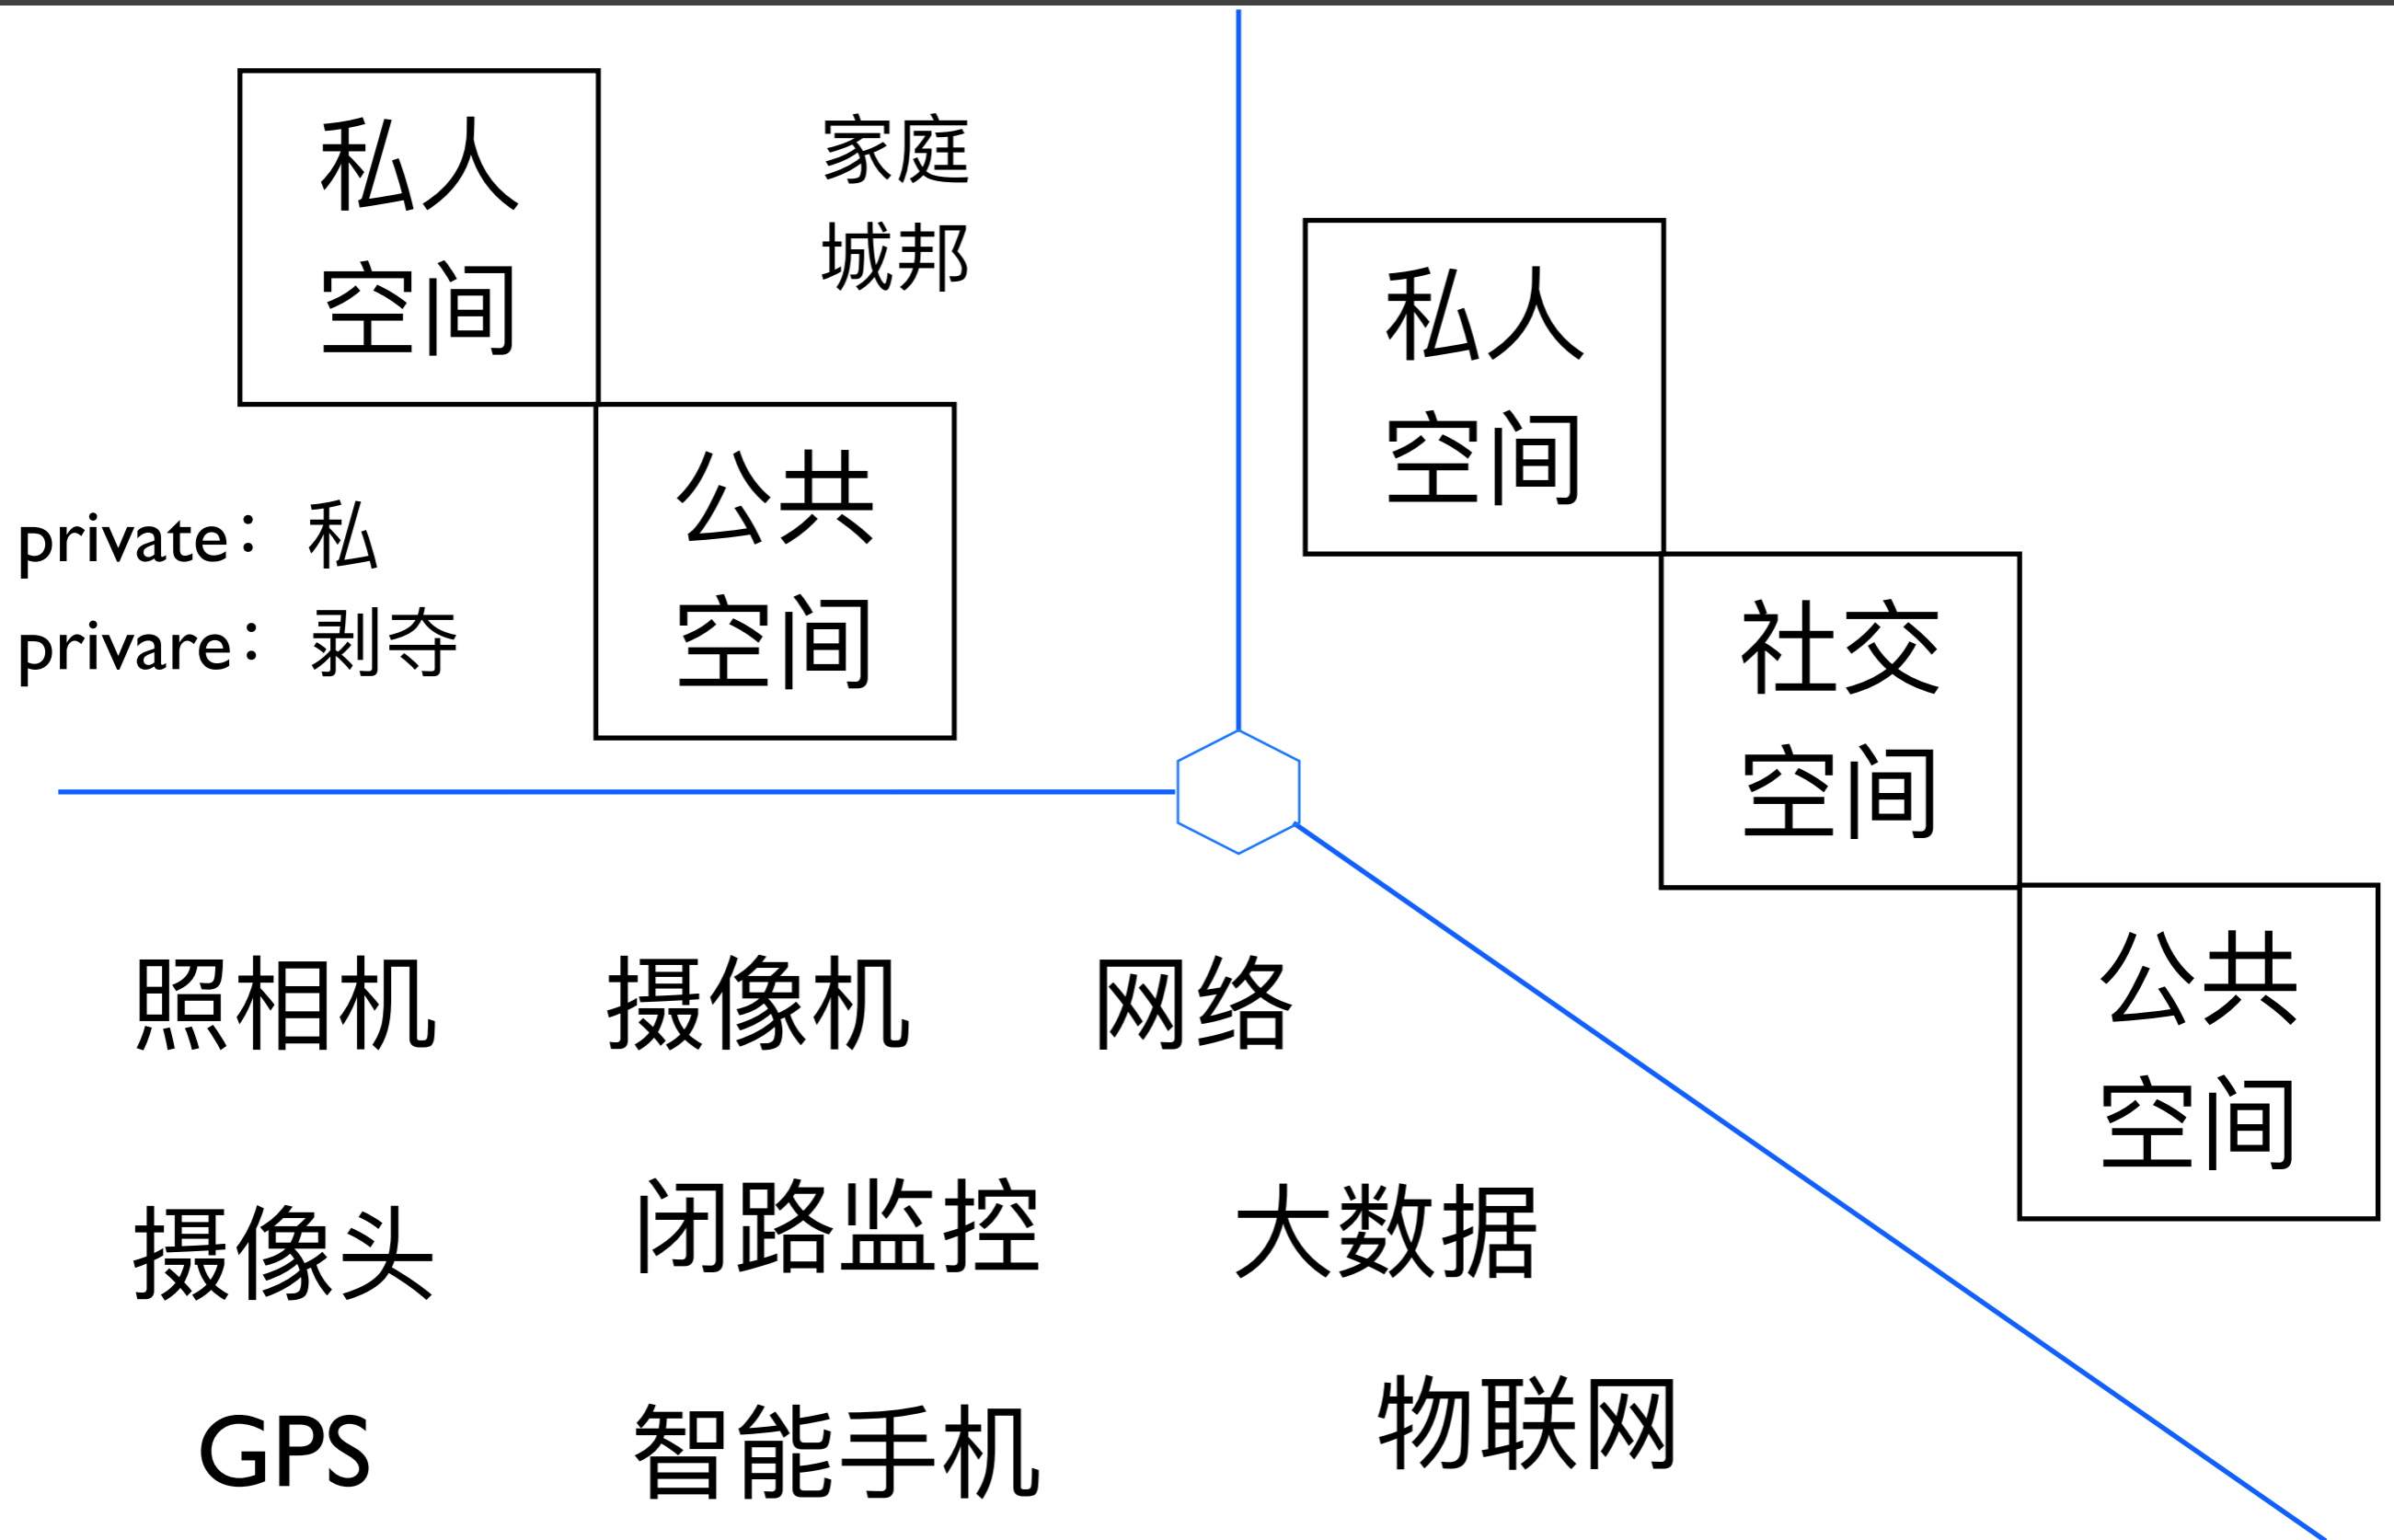 私人
空间
家庭
城邦
公共
空间
private：私
privare：剥夺
私人
空间
社交
空间
公共
空间
照相机
摄像机
网络
摄像头
闭路监控
大数据
GPS
智能手机
物联网